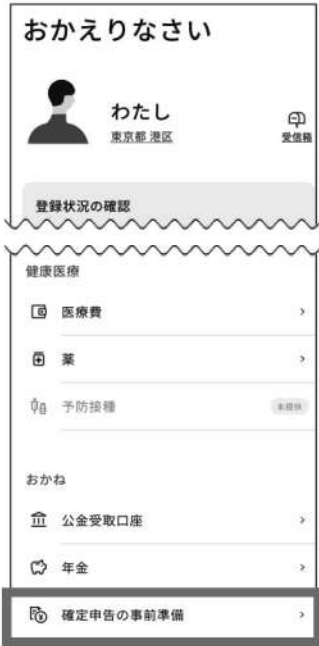 おかえりなさい
わたし
東京都 港区
受信箱
登録状況の確認
健康医療
医療費
薬
予防接種
未提供
おかね
公金受取口座
年金
確定申告の事前準備